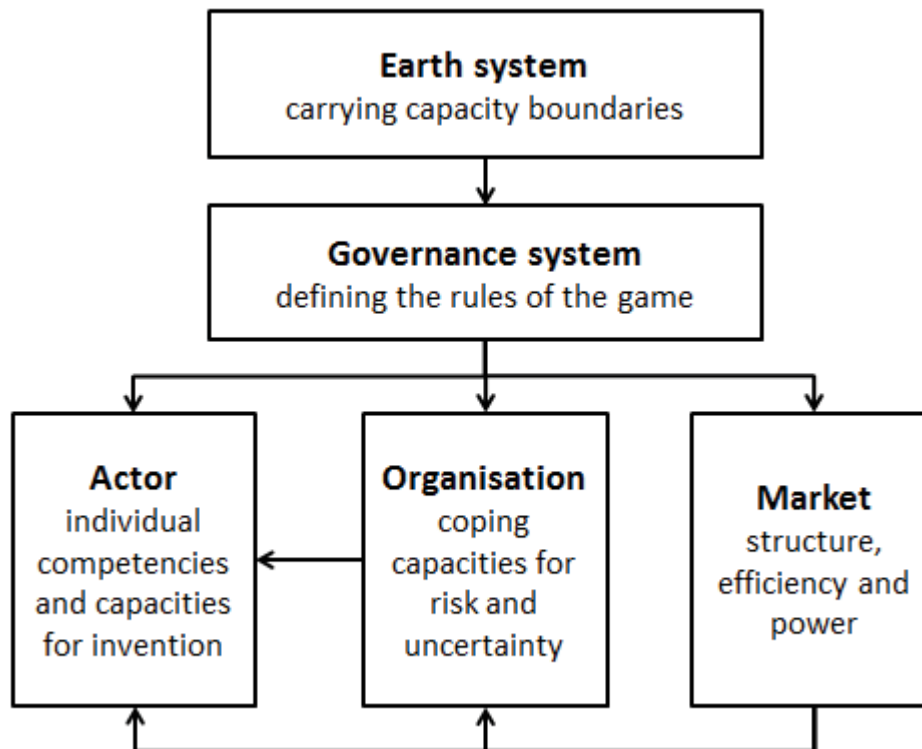 Earth system
carrying capacity boundaries
Governance system
defining the rules of the game
Actor
individual
competencies
and capacities
for invention
Organisation
coping
capacities for
risk and
uncertainty
Market
structure,
efficiency and
power